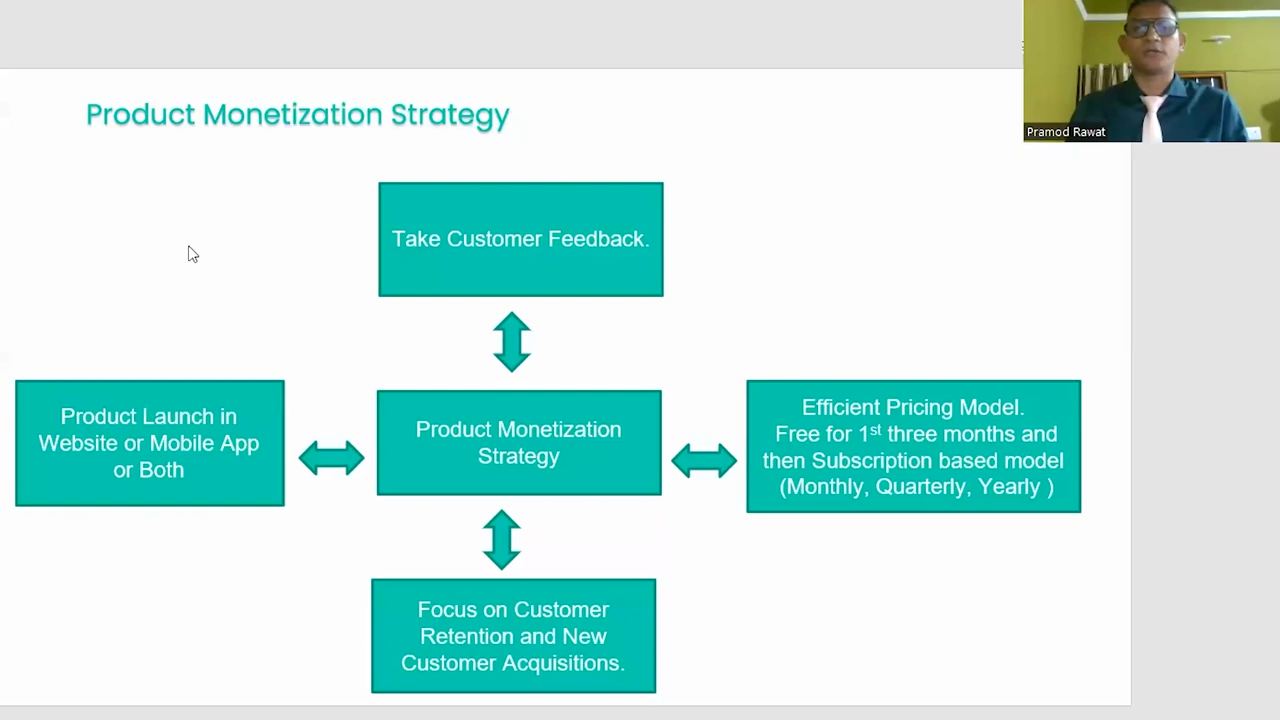 Product Monetization Strategy
Pramod Rawat
Take Customer Feedback.
Product Launch in
Website or Mobile App
or Both
Product Monetization
Strategy
Efficient Pricing Model.
Free for 1st three months and
then Subscription based model
(Monthly, Quarterly, Yearly )
Focus on Customer
Retention and New
Customer Acquisitions.